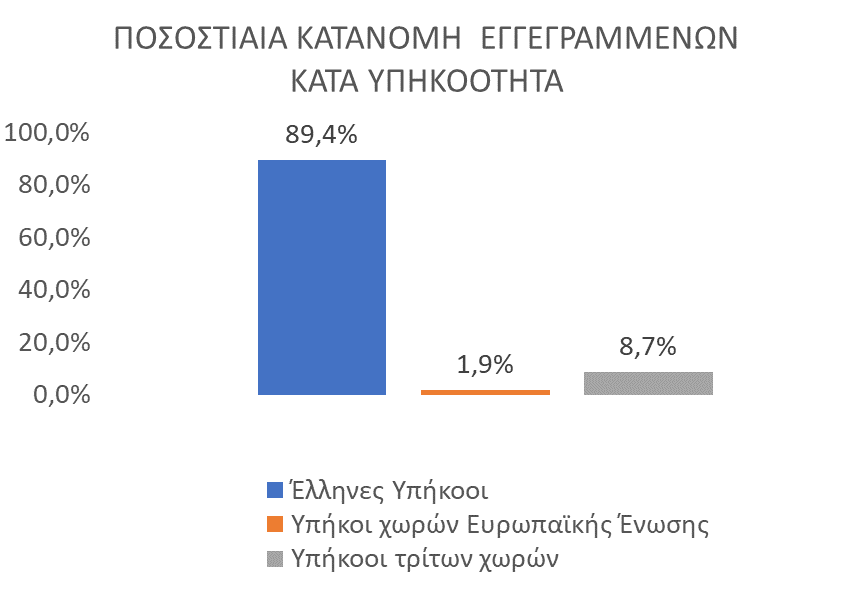 ΠΟΣΟΣΤΙΑΙΑ ΚΑΤΑΝΟΜΗ  ΕΓΓΕΓΡΑΜΜΕΝΩΝ
ΚΑΤΑ ΥΠΗΚΟΟΤΗΤΑ
100,0%
80,0%
60,0%
40,0%
20,0%
0,0%
89,4%
1,9%
8,7%
Έλληνες Υπήκοοι
Υπήκοι χωρών Ευρωπαϊκής Ένωσης
Υπήκοοι τρίτων χωρών